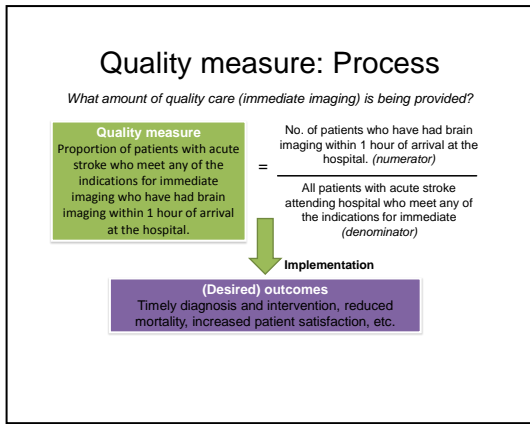 Quality measure: Process
What amount of quality care (immediate imaging) is being provided?
Quality measure
Proportion of patients with acute
stroke who meet any of the
indications for immediate
imaging who have had brain
imaging within 1 hour of arrival
at the hospital.
=
No. of patients who have had brain
imaging within 1 hour of arrival at the
hospital. (numerator)
All patients with acute stroke
attending hospital who meet any of
the indications for immediate
(denominator)
Implementation
(Desired) outcomes
Timely diagnosis and intervention, reduced
mortality, increased patient satisfaction, etc.